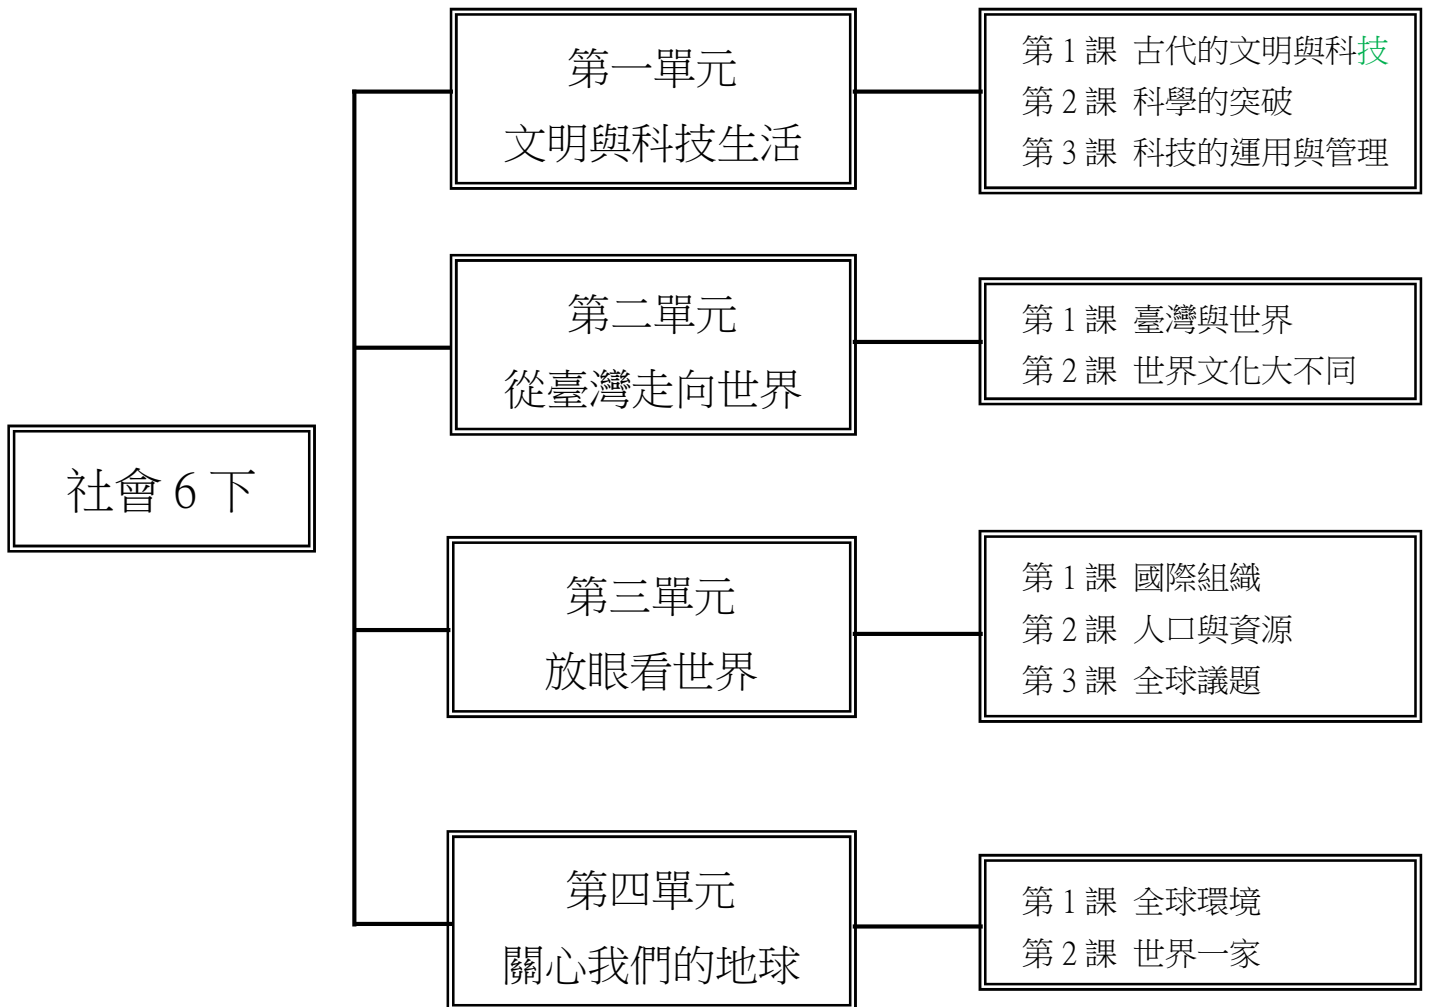 社會 6 下
第一單元
文明與科技生活
第 1 課 古代的文明與科技
第 2 課 科學的突破
第 3 課 科技的運用與管理
第二單元
從臺灣走向世界
第 1 課 臺灣與世界
第 2 課 世界文化大不同
第三單元
放眼看世界
第 1 課 國際組織
第 2 課 人口與資源
第 3 課 全球議題
第四單元
關心我們的地球
第 1 課 全球環境
第 2 課 世界一家